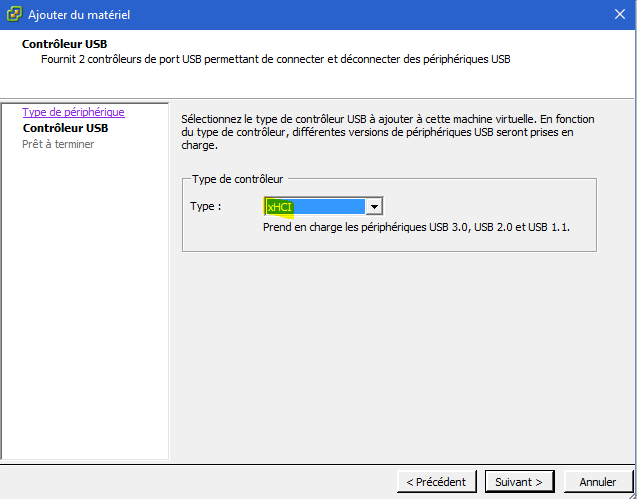 Ajouter du matériel
Contrôleur USB
Fournit 2 contrôleurs de port USB permettant de connecter et déconnecter des périphériques USB
Type de périphérique
Contrôleur USB
Prêt à terminer
Sélectionnez le type de contrôleur USB à ajouter à cette machine virtuelle. En fonction
du type de contrôleur, différentes versions de périphériques USB seront prises en
charge.
Type de contrôleur
Type :
xHCI
Prend en charge les périphériques USB 3.0, USB 2.0 et USB 1.1.
< Précédent
Suivant >
Annuler